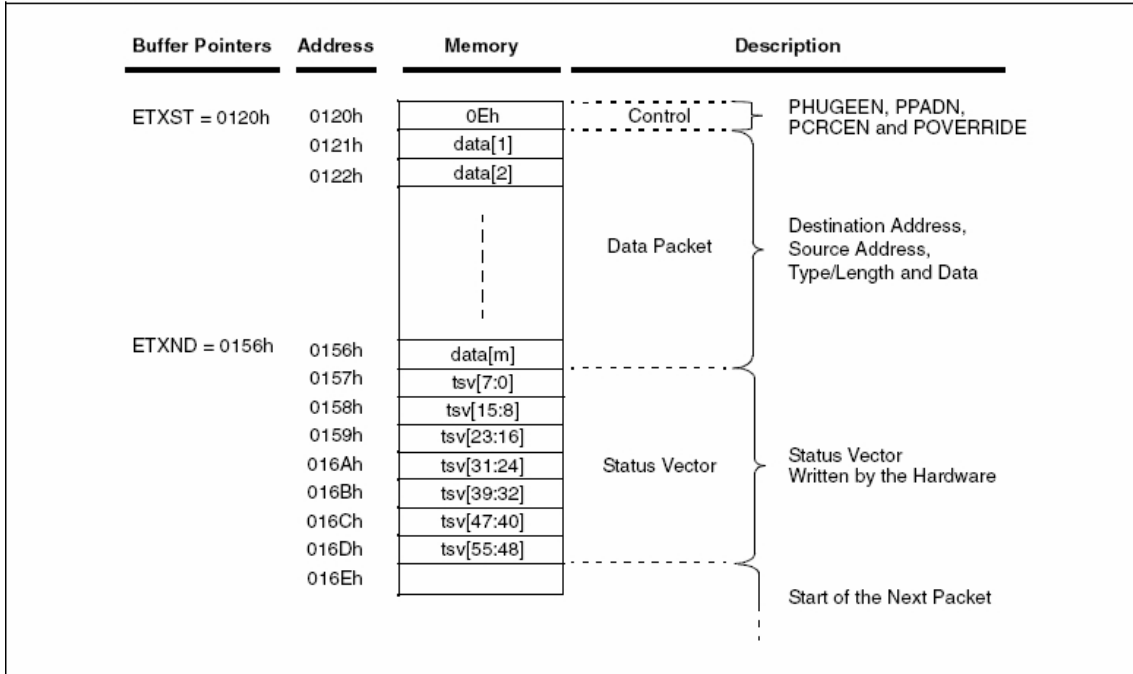 Buffer Pointers Address Memory Description
ETXST = 0120h 0120h 0Eh Control PHUGEEN, PPADN,
PCRCEN and POVERRIDE
0121h data[1]
0122h data[2]
Data Packet
Destination Address,
Source Address,
Type/Length and Data
ETXND = 0156h 0156h data[m]
0157h tsv[7:0]
0158h tsv[15:8]
0159h tsv[23:16]
016Ah tsv[31:24] Status Vector Status Vector
Written by the Hardware
016Bh tsv[39:32]
016Ch tsv[47:40]
016Dh tsv[55:48]
016Eh
Start of the Next Packet